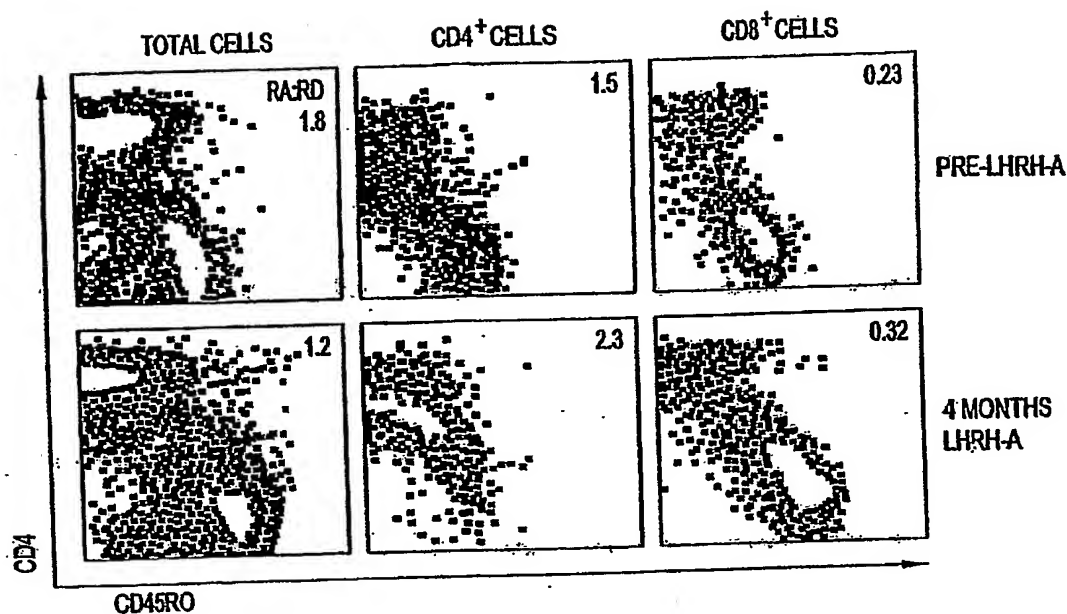 TOTAL CELLS
CD4+ CELLS
CD8+ CELLS
RA:RD
1.8
1.5
0.23
PRE-LHRH-A
1.2
2.3
0.32
4 MONTHS
LHRH-A
CD4
CD45RO